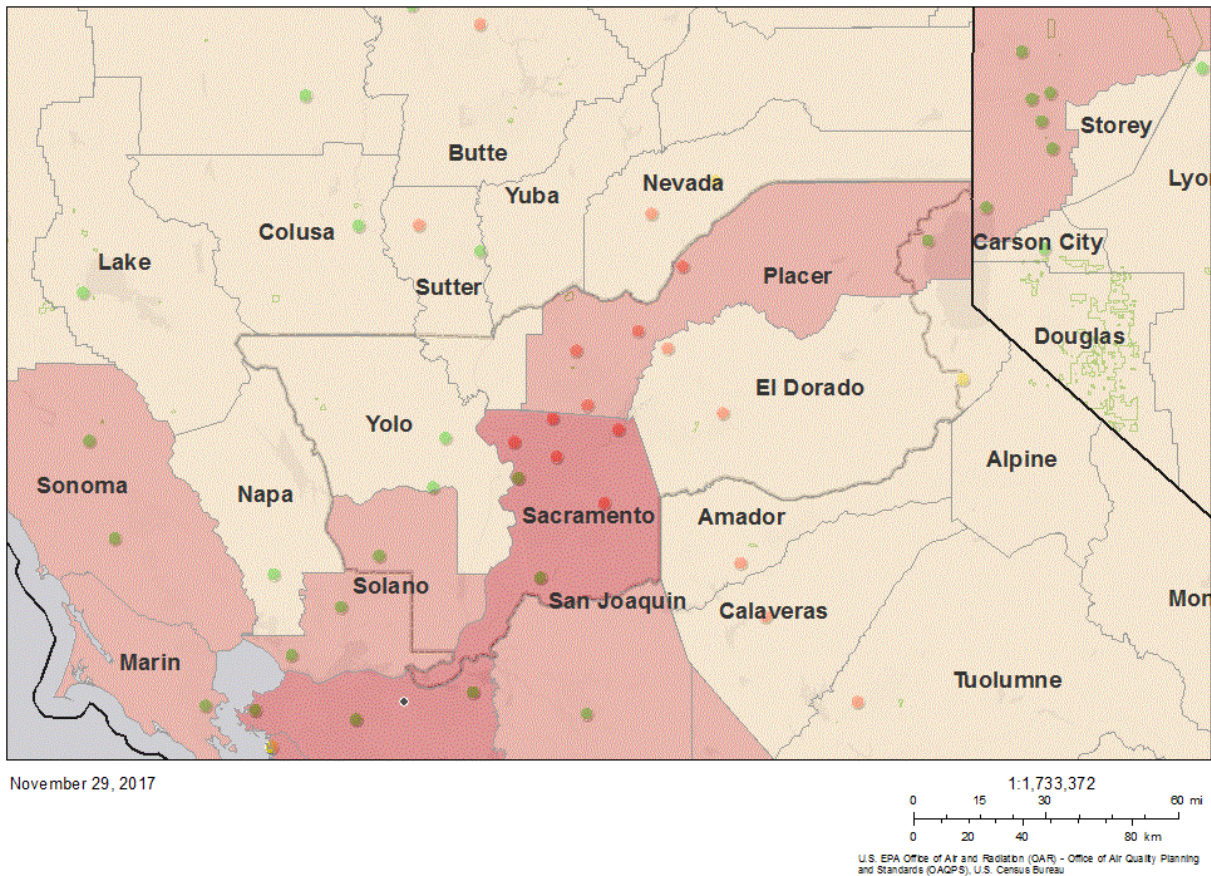 Storey
Butte
Nevada
Lyo
Yuba
Colusa
Carson City
Lake
Placer
Sutter
Douglas
El Dorado
Yolo
Alpine
Sonoma
Napa
Sacramento
Amador
Solano
San Joaquin
Mon
Calaveras
Marin
Tuolumne
November 29, 2017
1:1,733,372
0 15 30 60 mi
0 20 40 80 km
U.S. EPA Office of Air and Radiation (OAR) - Office of Air Quality Planning
and Standards (OAQPS), U.S. Census Bureau